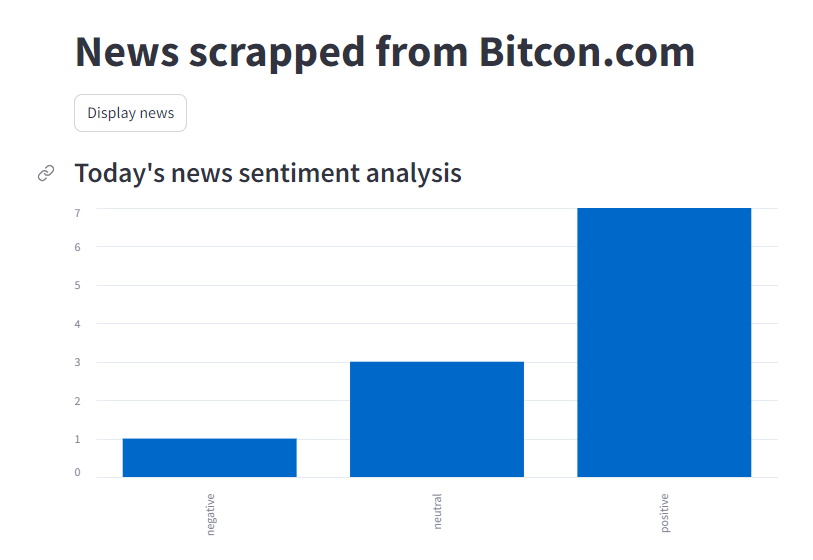 News scrapped from Bitcon.com
Display news
Today's news sentiment analysis
7
6
5
4
3
2
1
0
negative
neutral
positive